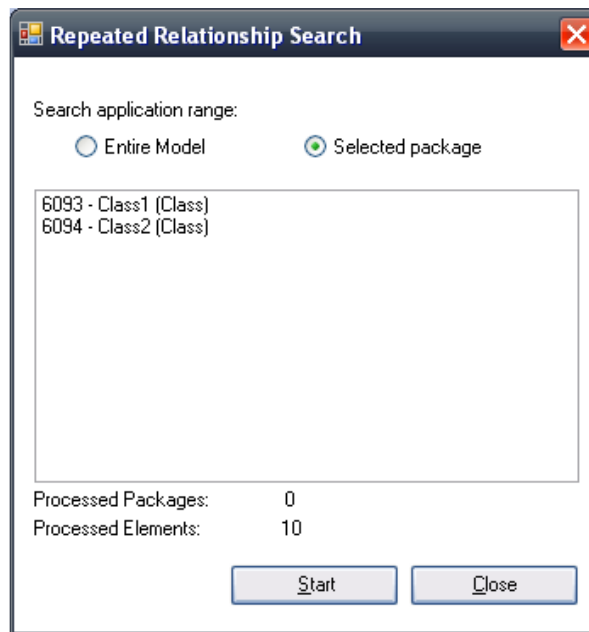 Repeated Relationship Search
Search application range:
Entire Model Selected package
6093 - Class1 (Class)
6094 - Class2 (Class)
Processed Packages: 0
Processed Elements: 10
Start Close